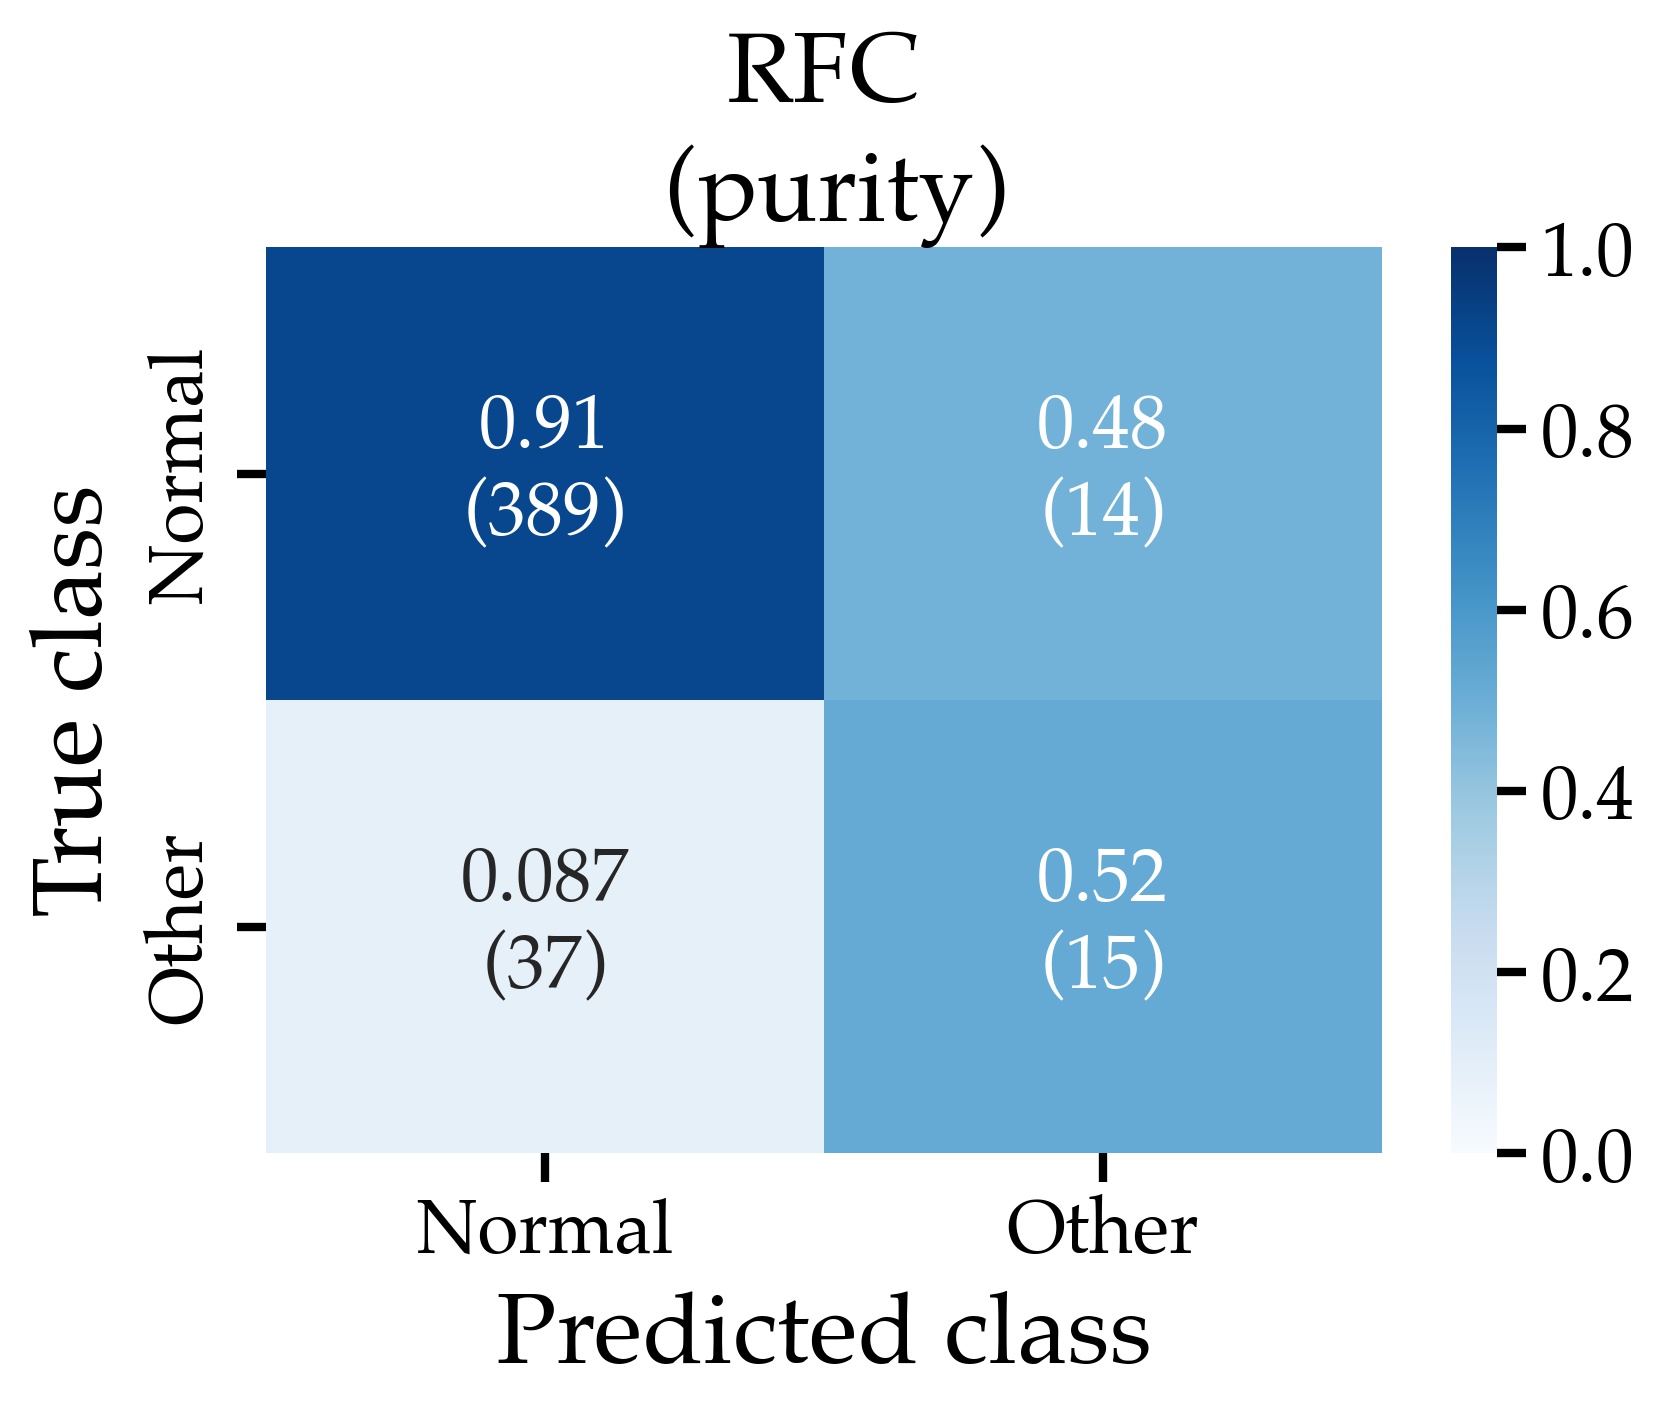 RFC
(purity)
True class
Normal
Other
0.91
(389)
0.48
(14)
0.087
(37)
0.52
(15)
Normal
Other
Predicted class
1.0
0.8
0.6
0.4
0.2
0.0